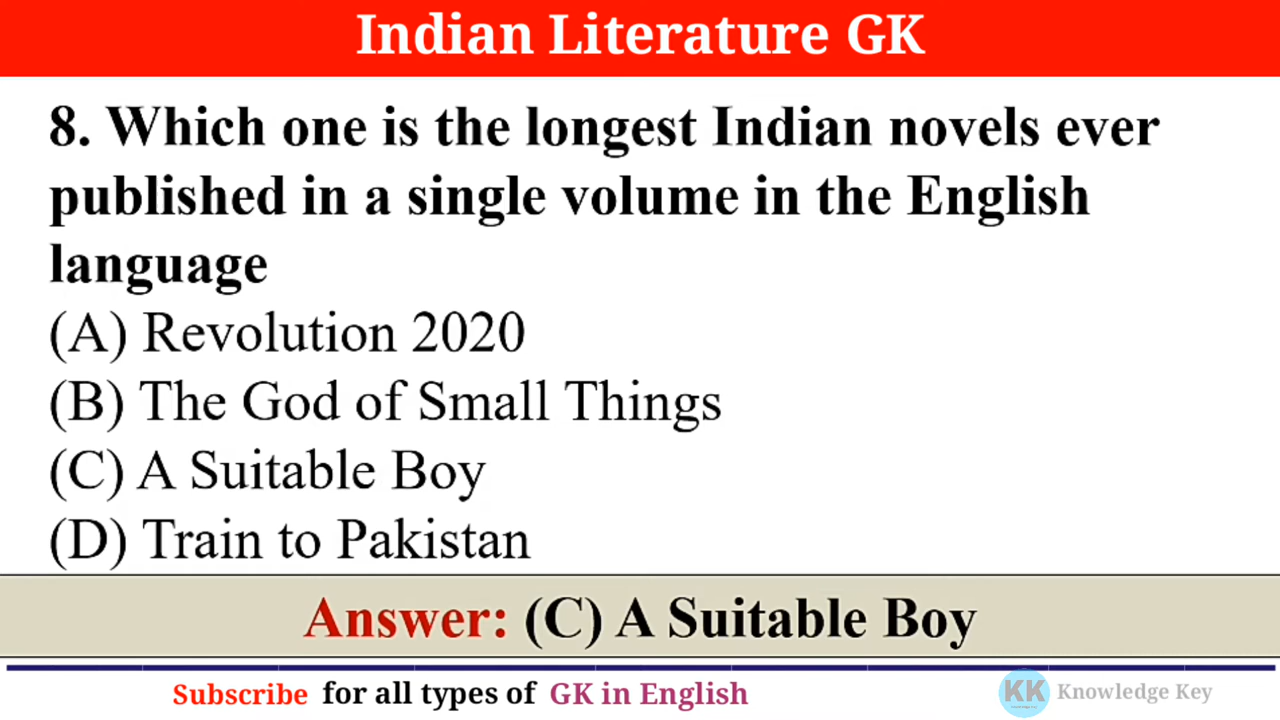 Indian Literature GK
8. Which one is the longest Indian novels ever
published in a single volume in the English
language
(A) Revolution 2020
(B) The God of Small Things
(C) A Suitable Boy
(D) Train to Pakistan
Answer: (C) A Suitable Boy
Subscribe for all types of GK in English
KK Knowledge Key